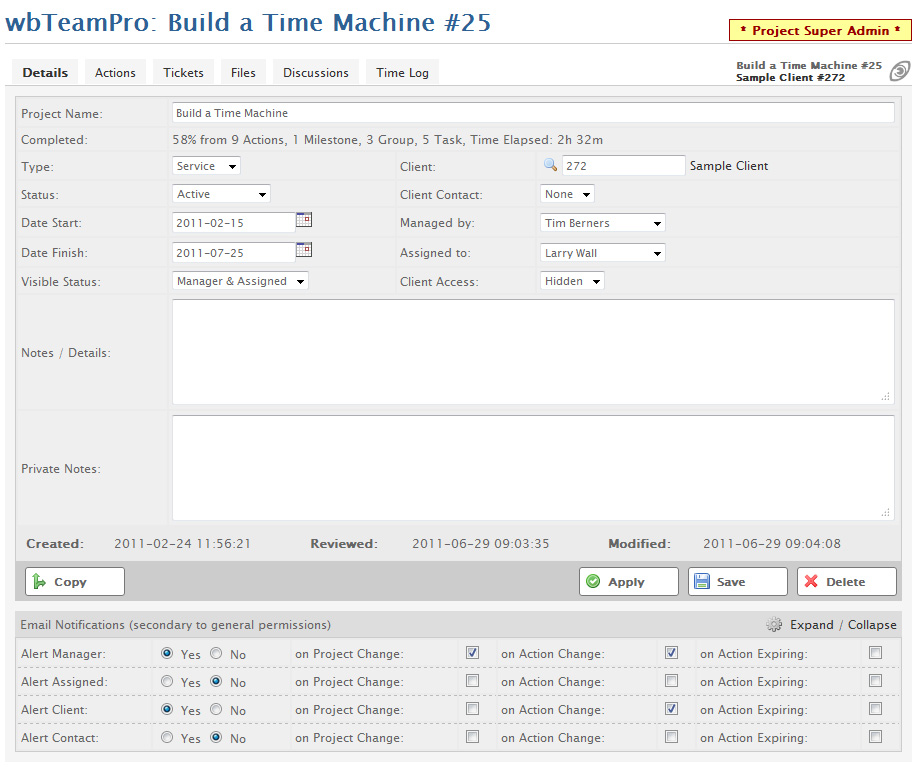 wbTeamPro: Build a Time Machine #25
* Project Super Admin *
Details Actions Tickets Files Discussions Time Log
Build a Time Machine #25
Sample Client #272
Project Name: Build a Time Machine
Completed: 58% from 9 Actions, 1 Milestone, 3 Group, 5 Task, Time Elapsed: 2h 32m
Type: Service Client: 272 Sample Client
Status: Active Client Contact: None
Date Start: 2011-02-15 Managed by: Tim Berners
Date Finish: 2011-07-25 Assigned to: Larry Wall
Visible Status: Manager & Assigned Client Access: Hidden
Notes / Details:
Private Notes:
Created: 2011-02-24 11:56:21 Reviewed: 2011-06-29 09:03:35 Modified: 2011-06-29 09:04:08
Copy Apply Save Delete
Email Notifications (secondary to general permissions) Expand / Collapse
Alert Manager: Yes No on Project Change: on Action Change: on Action Expiring:
Alert Assigned: Yes No on Project Change: on Action Change: on Action Expiring:
Alert Client: Yes No on Project Change: on Action Change: on Action Expiring:
Alert Contact: Yes No on Project Change: on Action Change: on Action Expiring: